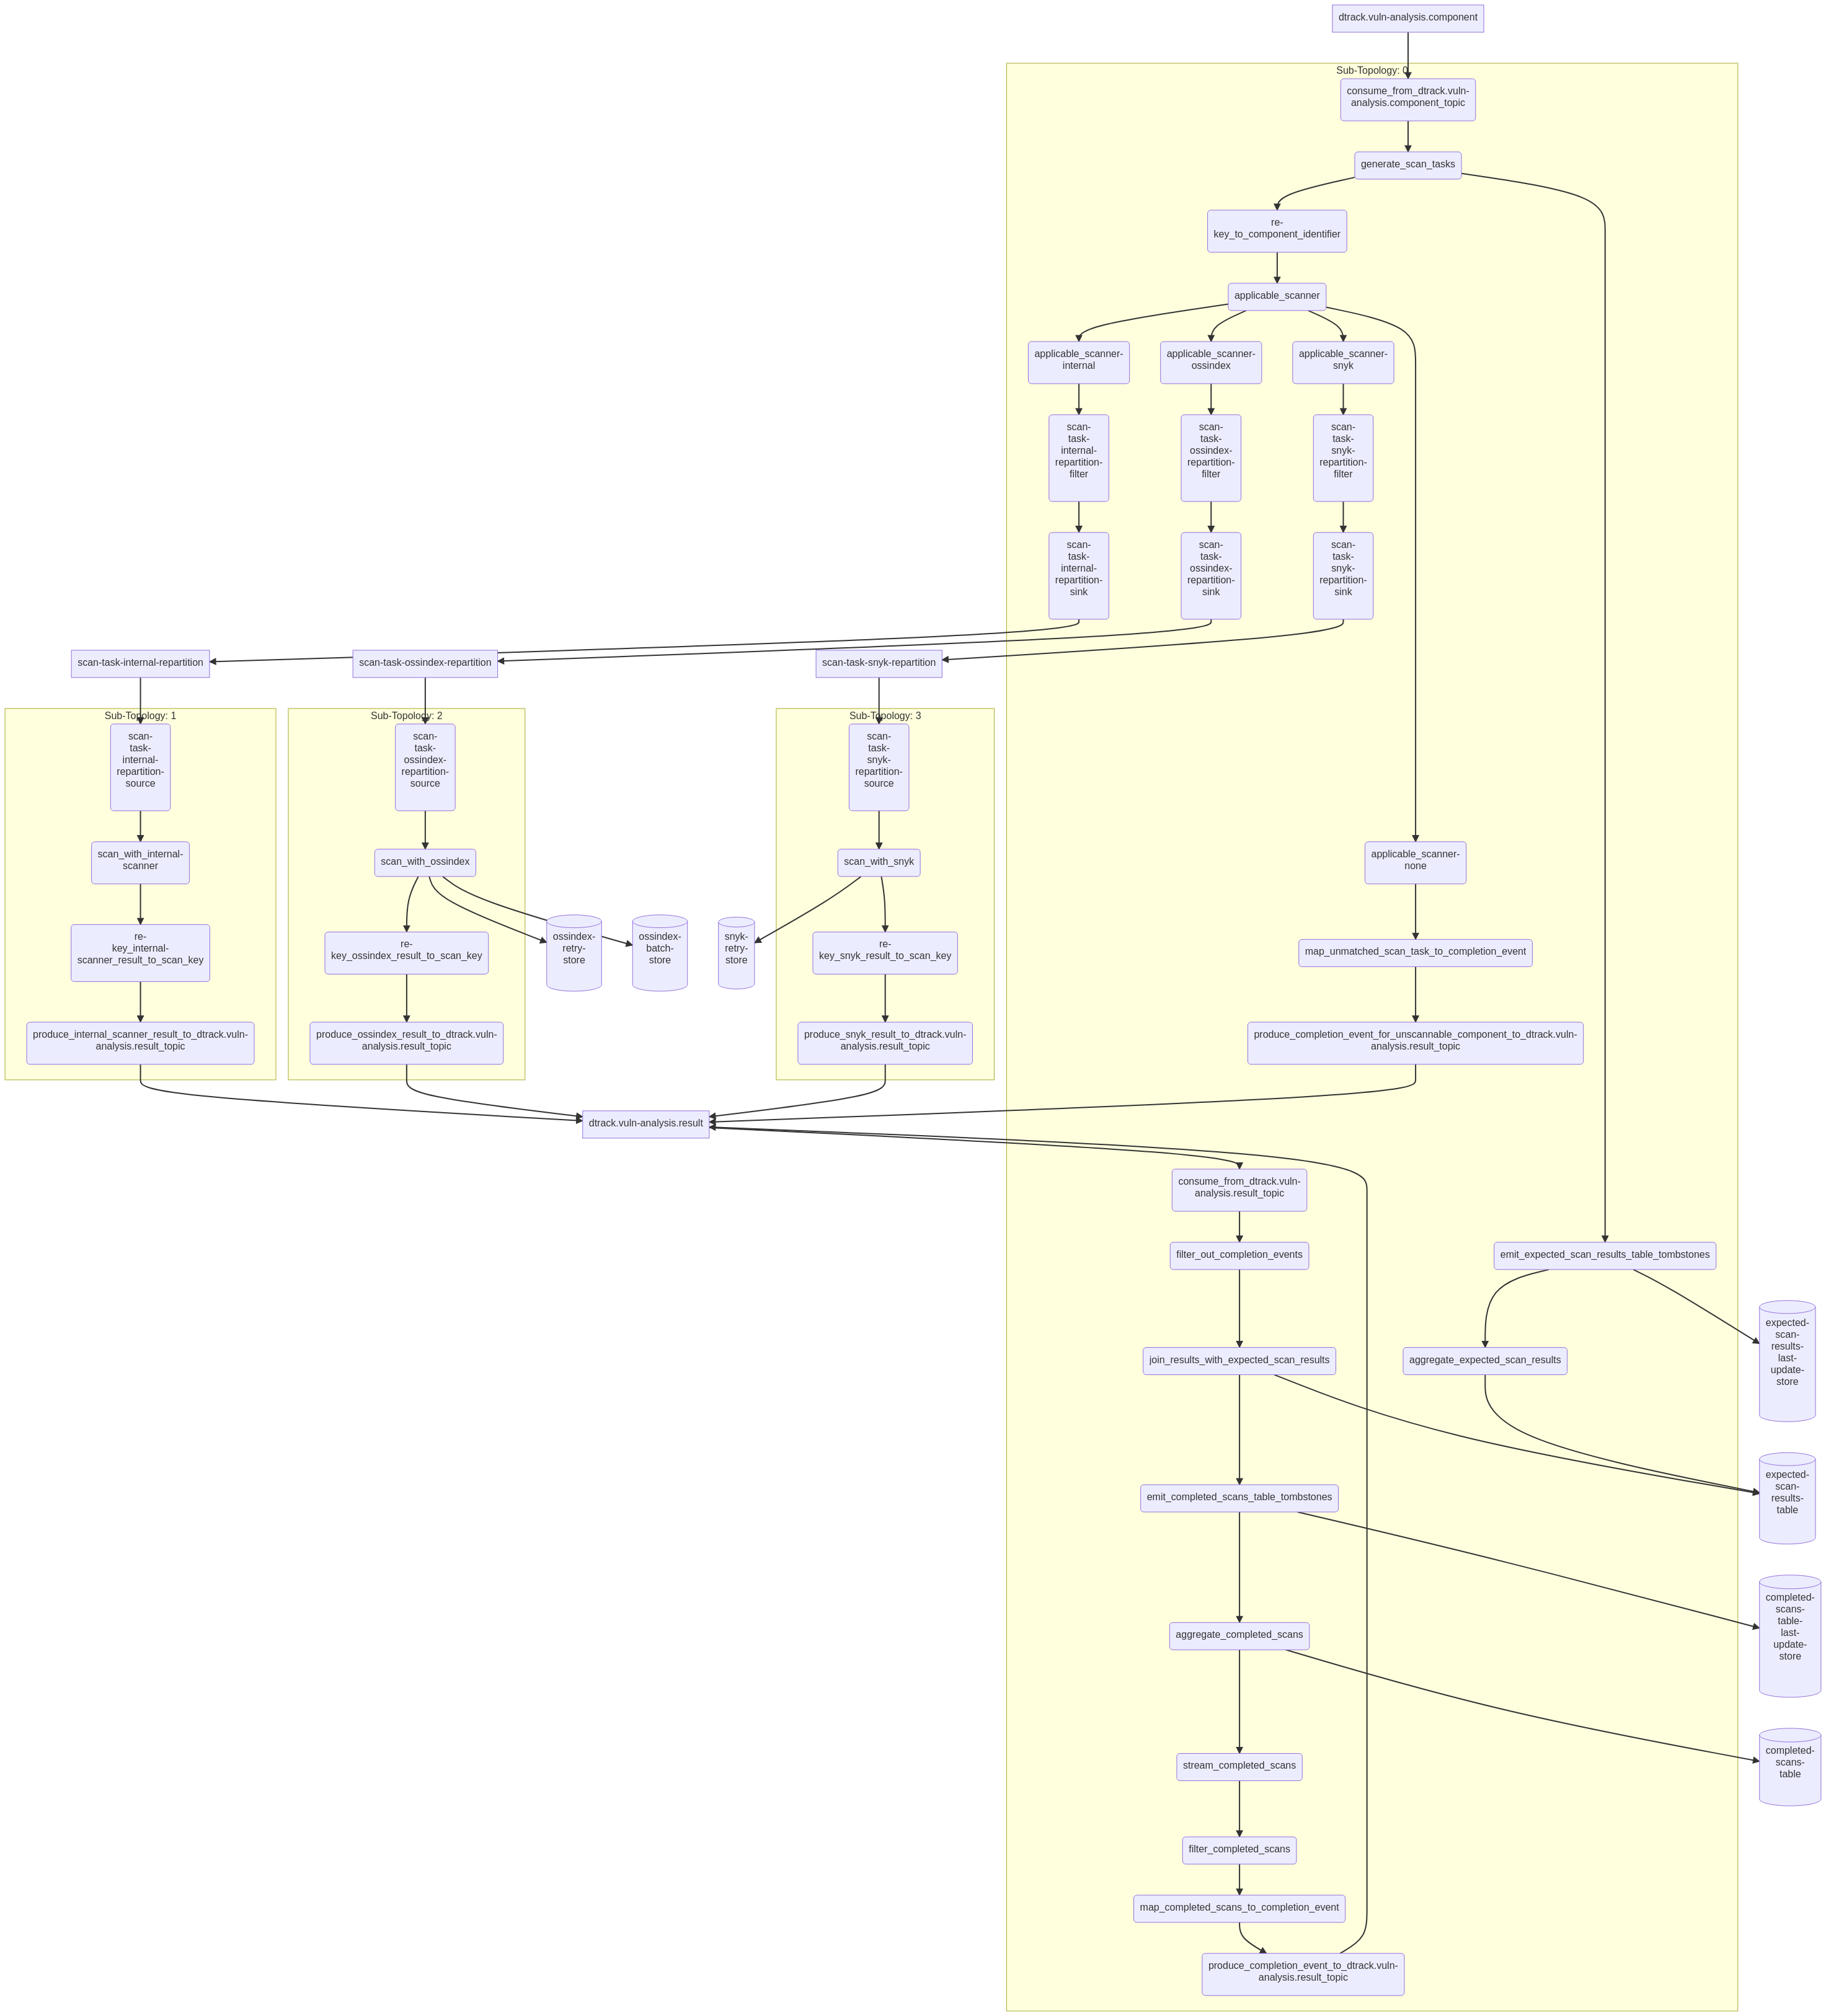 dtrack.vuln-analysis.component
Sub-Topology: 0
consume_from_dtrack.vuln-
analysis.component_topic
generate_scan_tasks
re-
key_to_component_identifier
applicable_scanner
applicable_scanner-
internal
applicable_scanner-
ossindex
applicable_scanner-
snyk
scan-
task-
internal-
repartition-
filter
scan-
task-
ossindex-
repartition-
filter
scan-
task-
snyk-
repartition-
filter
scan-
task-
internal-
repartition-
sink
scan-
task-
ossindex-
repartition-
sink
scan-
task-
snyk-
repartition-
sink
scan-task-internal-repartition
scan-task-ossindex-repartition
scan-task-snyk-repartition
Sub-Topology: 1
Sub-Topology: 2
Sub-Topology: 3
scan-
task-
internal-
repartition-
source
scan-
task-
ossindex-
repartition-
source
scan-
task-
snyk-
repartition-
source
scan_with_internal-
scanner
scan_with_ossindex
scan_with_snyk
applicable_scanner-
none
re-
key_internal-
scanner_result_to_scan_key
re-
key_ossindex_result_to_scan_key
ossindex-
retry-
store
ossindex-
batch-
store
snyk-
retry-
store
re-
key_snyk_result_to_scan_key
map_unmatched_scan_task_to_completion_event
produce_internal_scanner_result_to_dtrack.vuln-
analysis.result_topic
produce_ossindex_result_to_dtrack.vuln-
analysis.result_topic
produce_snyk_result_to_dtrack.vuln-
analysis.result_topic
produce_completion_event_for_unscannable_component_to_dtrack.vuln-
analysis.result_topic
dtrack.vuln-analysis.result
consume_from_dtrack.vuln-
analysis.result_topic
filter_out_completion_events
emit_expected_scan_results_table_tombstones
join_results_with_expected_scan_results
aggregate_expected_scan_results
expected-
scan-
results-
last-
update-
store
emit_completed_scans_table_tombstones
expected-
scan-
results-
table
aggregate_completed_scans
completed-
scans-
table-
last-
update-
store
stream_completed_scans
completed-
scans-
table
filter_completed_scans
map_completed_scans_to_completion_event
produce_completion_event_to_dtrack.vuln-
analysis.result_topic